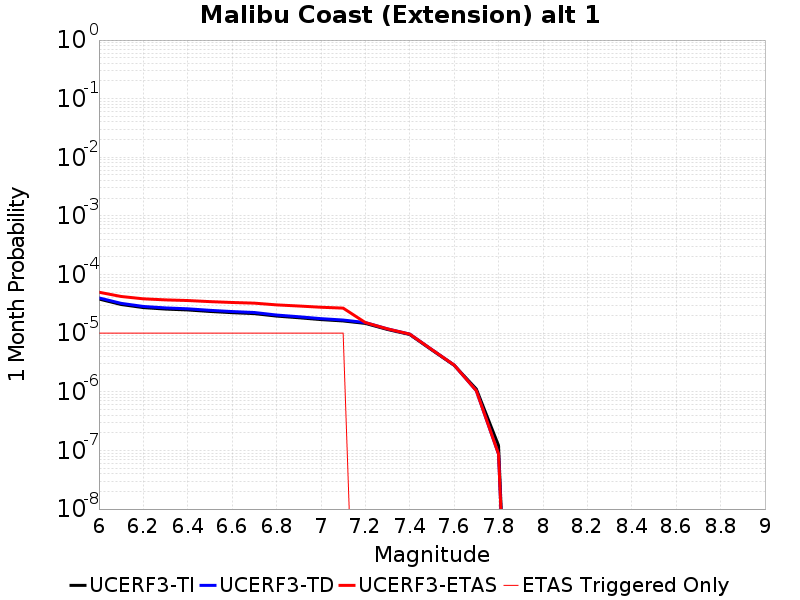 Malibu Coast (Extension) alt 1
1 Month Probability
10^0
10^-1
10^-2
10^-3
10^-4
10^-5
10^-6
10^-7
10^-8
6 6.2 6.4 6.6 6.8 7 7.2 7.4 7.6 7.8 8 8.2 8.4 8.6 8.8 9
Magnitude
UCERF3-TI UCERF3-TD UCERF3-ETAS ETAS Triggered Only